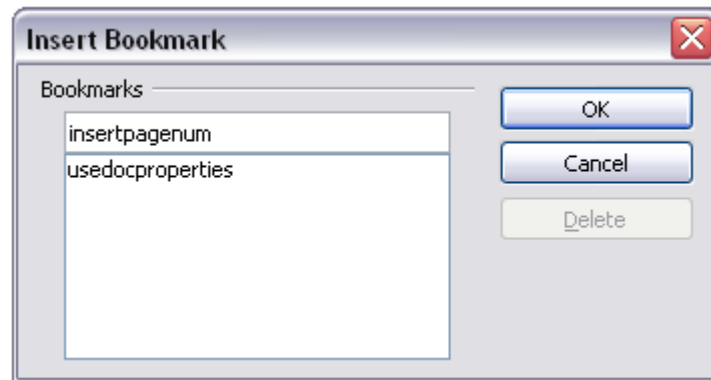 Insert Bookmark
Bookmarks
insertpagenum
usedocproperties
OK
Cancel
Delete